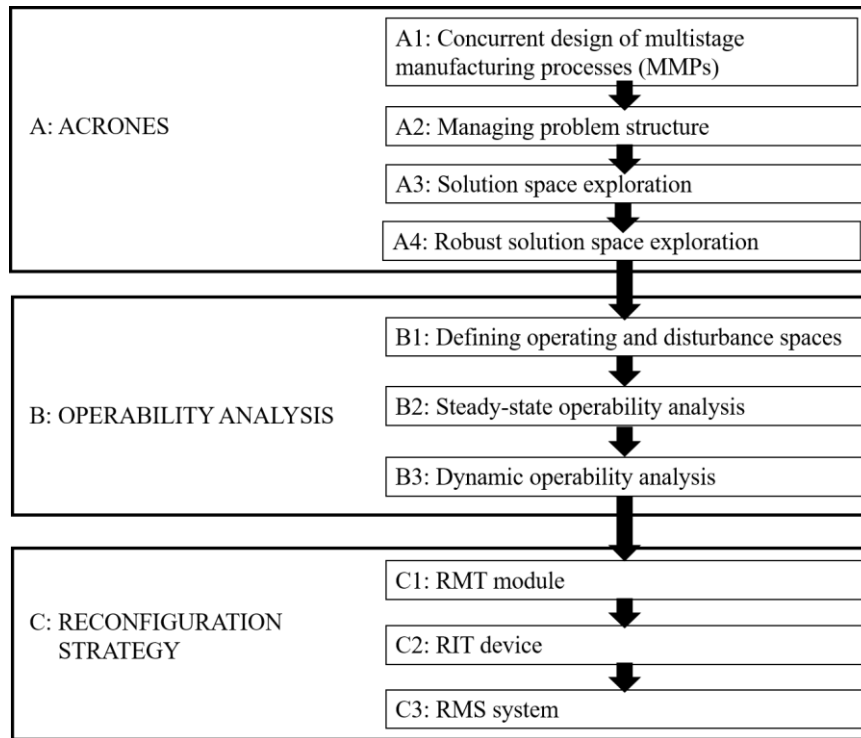 A: ACRONES
A1: Concurrent design of multistage
manufacturing processes (MMPs)
A2: Managing problem structure
A3: Solution space exploration
A4: Robust solution space exploration
B: OPERABILITY ANALYSIS
B1: Defining operating and disturbance spaces
B2: Steady-state operability analysis
B3: Dynamic operability analysis
C: RECONFIGURATION
STRATEGY
C1: RMT module
C2: RIT device
C3: RMS system